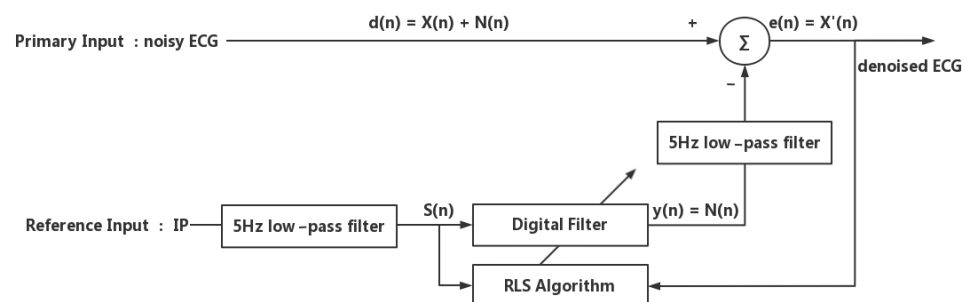 d(n) = X(n) + N(n)
+
e(n) = X'(n)
Primary Input : noisy ECG
Σ
denoised ECG
–
5Hz low–pass filter
S(n)
y(n) = N(n)
Reference Input : IP
5Hz low–pass filter
Digital Filter
RLS Algorithm